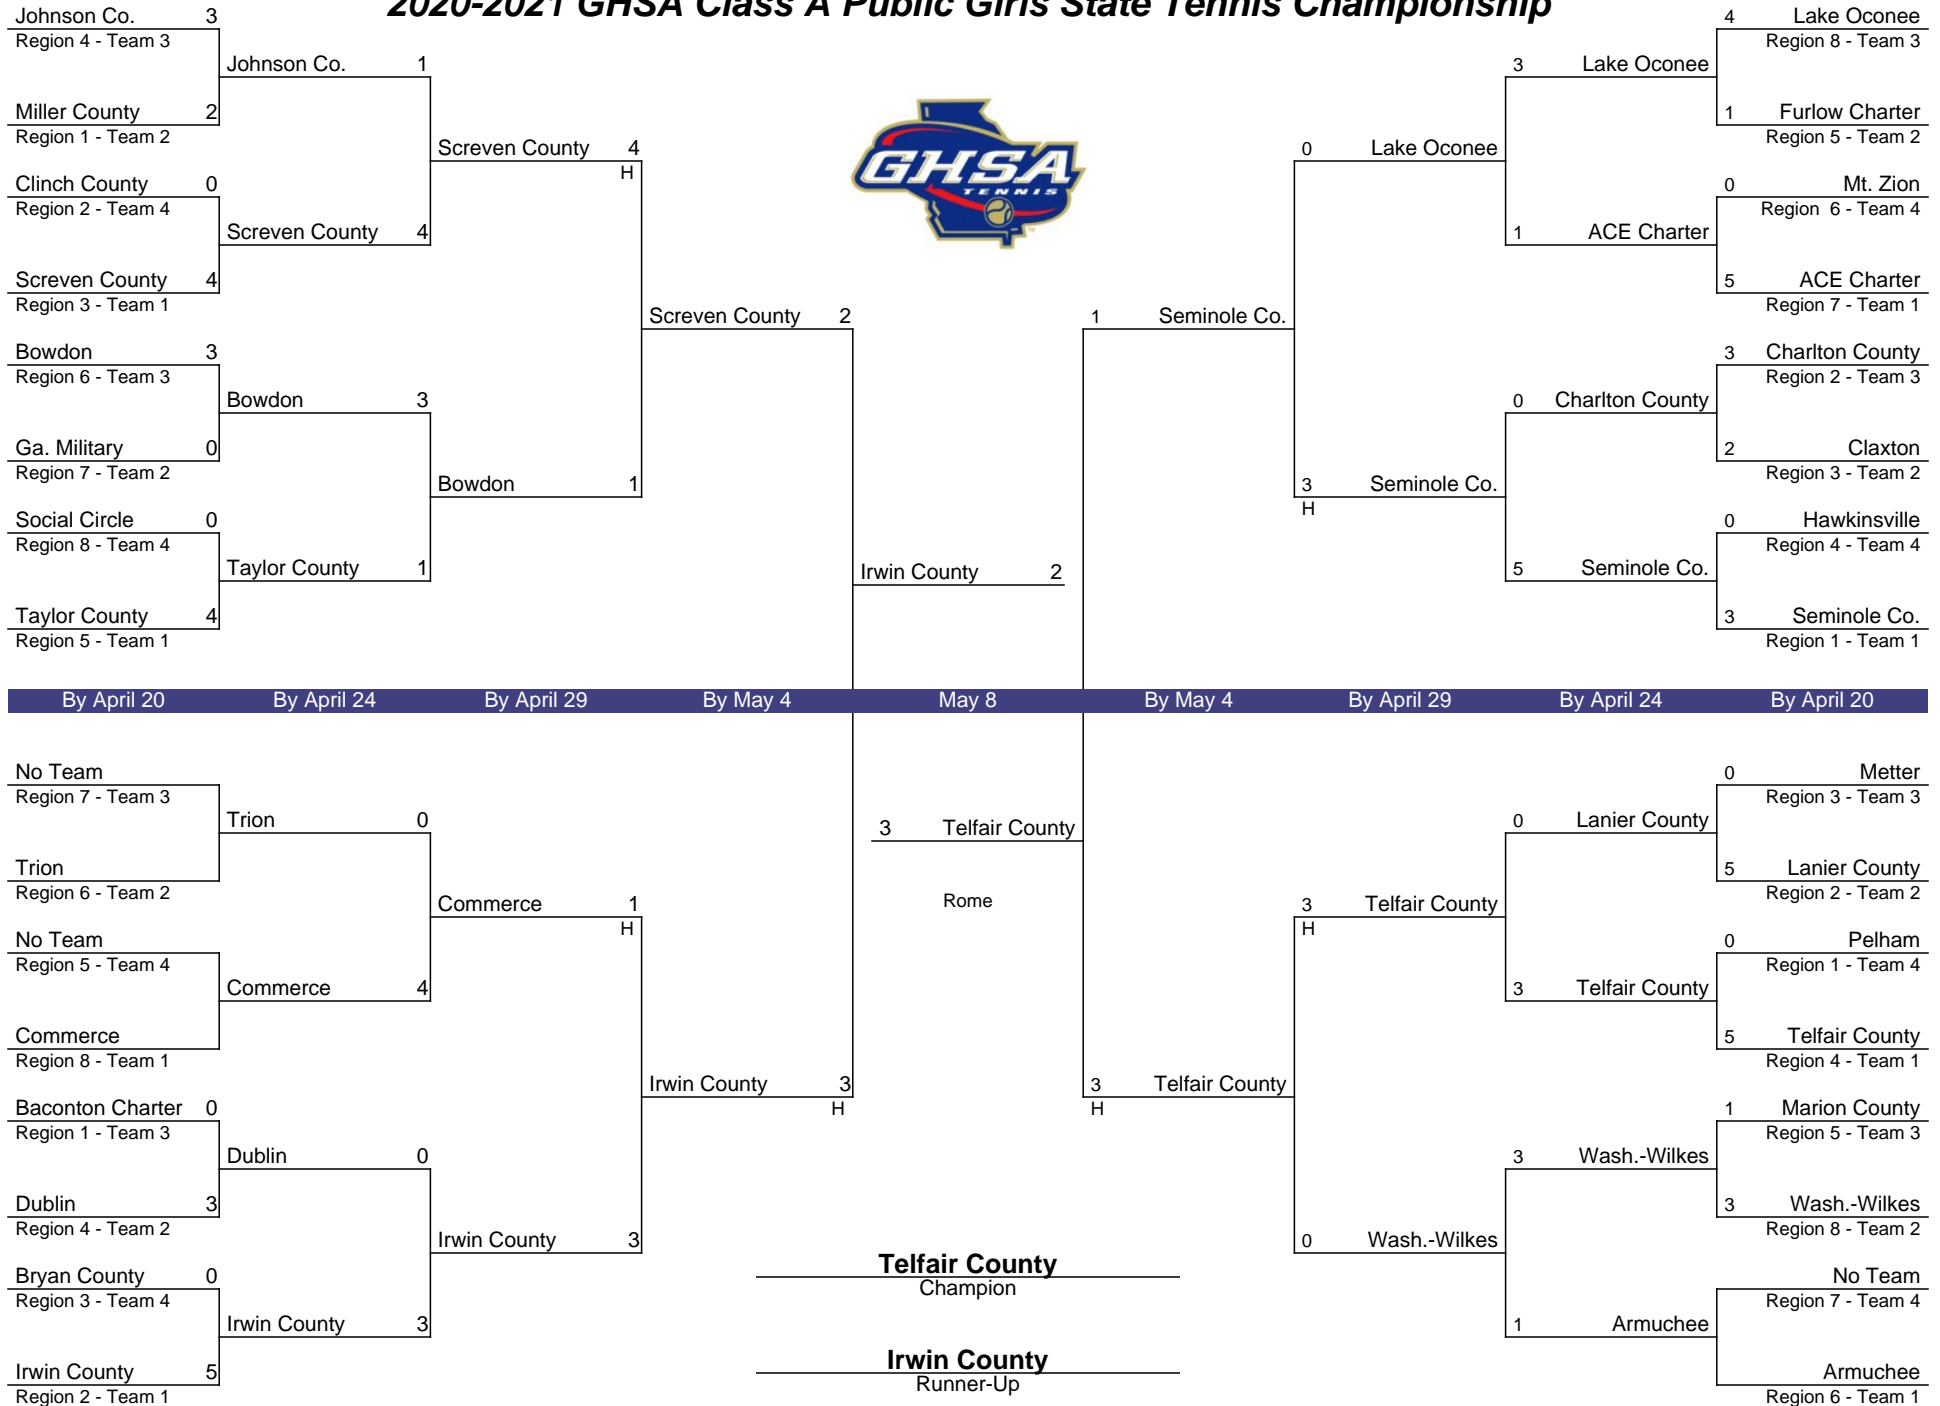 2020-2021 GHSA Class A Public Girls State Tennis Championship
Johnson Co. 3
Region 4 - Team 3
Johnson Co. 1
Miller County 2
Region 1 - Team 2
Screven County 4
H
Clinch County 0
Region 2 - Team 4
Screven County 4
Screven County 4
Region 3 - Team 1
Screven County 2
Bowdon 3
Region 6 - Team 3
Bowdon 3
Ga. Military 0
Region 7 - Team 2
Bowdon 1
Social Circle 0
Region 8 - Team 4
Taylor County 1
Taylor County 4
Region 5 - Team 1
GHSA
TENNIS
Irwin County 2
4 Lake Oconee
Region 8 - Team 3
3 Lake Oconee
1 Furlow Charter
Region 5 - Team 2
0 Lake Oconee
0 Mt. Zion
Region 6 - Team 4
1 ACE Charter
5 ACE Charter
Region 7 - Team 1
1 Seminole Co.
3 Charlton County
Region 2 - Team 3
0 Charlton County
2 Claxton
Region 3 - Team 2
3 Seminole Co.
H
0 Hawkinsville
Region 4 - Team 4
5 Seminole Co.
3 Seminole Co.
Region 1 - Team 1
By April 20 By April 24 By April 29 By May 4 May 8 By May 4 By April 29 By April 24 By April 20
No Team
Region 7 - Team 3
Trion 0
Trion
Region 6 - Team 2
Commerce 1
H
No Team
Region 5 - Team 4
Commerce 4
Commerce
Region 8 - Team 1
Irwin County 3
H
Baconton Charter 0
Region 1 - Team 3
Dublin 0
Dublin 3
Region 4 - Team 2
Irwin County 3
Bryan County 0
Region 3 - Team 4
Irwin County 3
Irwin County 5
Region 2 - Team 1
3 Telfair County
Rome
Telfair County
Champion
Irwin County
Runner-Up
0 Metter
Region 3 - Team 3
0 Lanier County
5 Lanier County
Region 2 - Team 2
3 Telfair County
H
0 Pelham
Region 1 - Team 4
3 Telfair County
5 Telfair County
Region 4 - Team 1
3 Telfair County
H
1 Marion County
Region 5 - Team 3
3 Wash.-Wilkes
3 Wash.-Wilkes
Region 8 - Team 2
0 Wash.-Wilkes
No Team
Region 7 - Team 4
1 Armuchee
Armuchee
Region 6 - Team 1